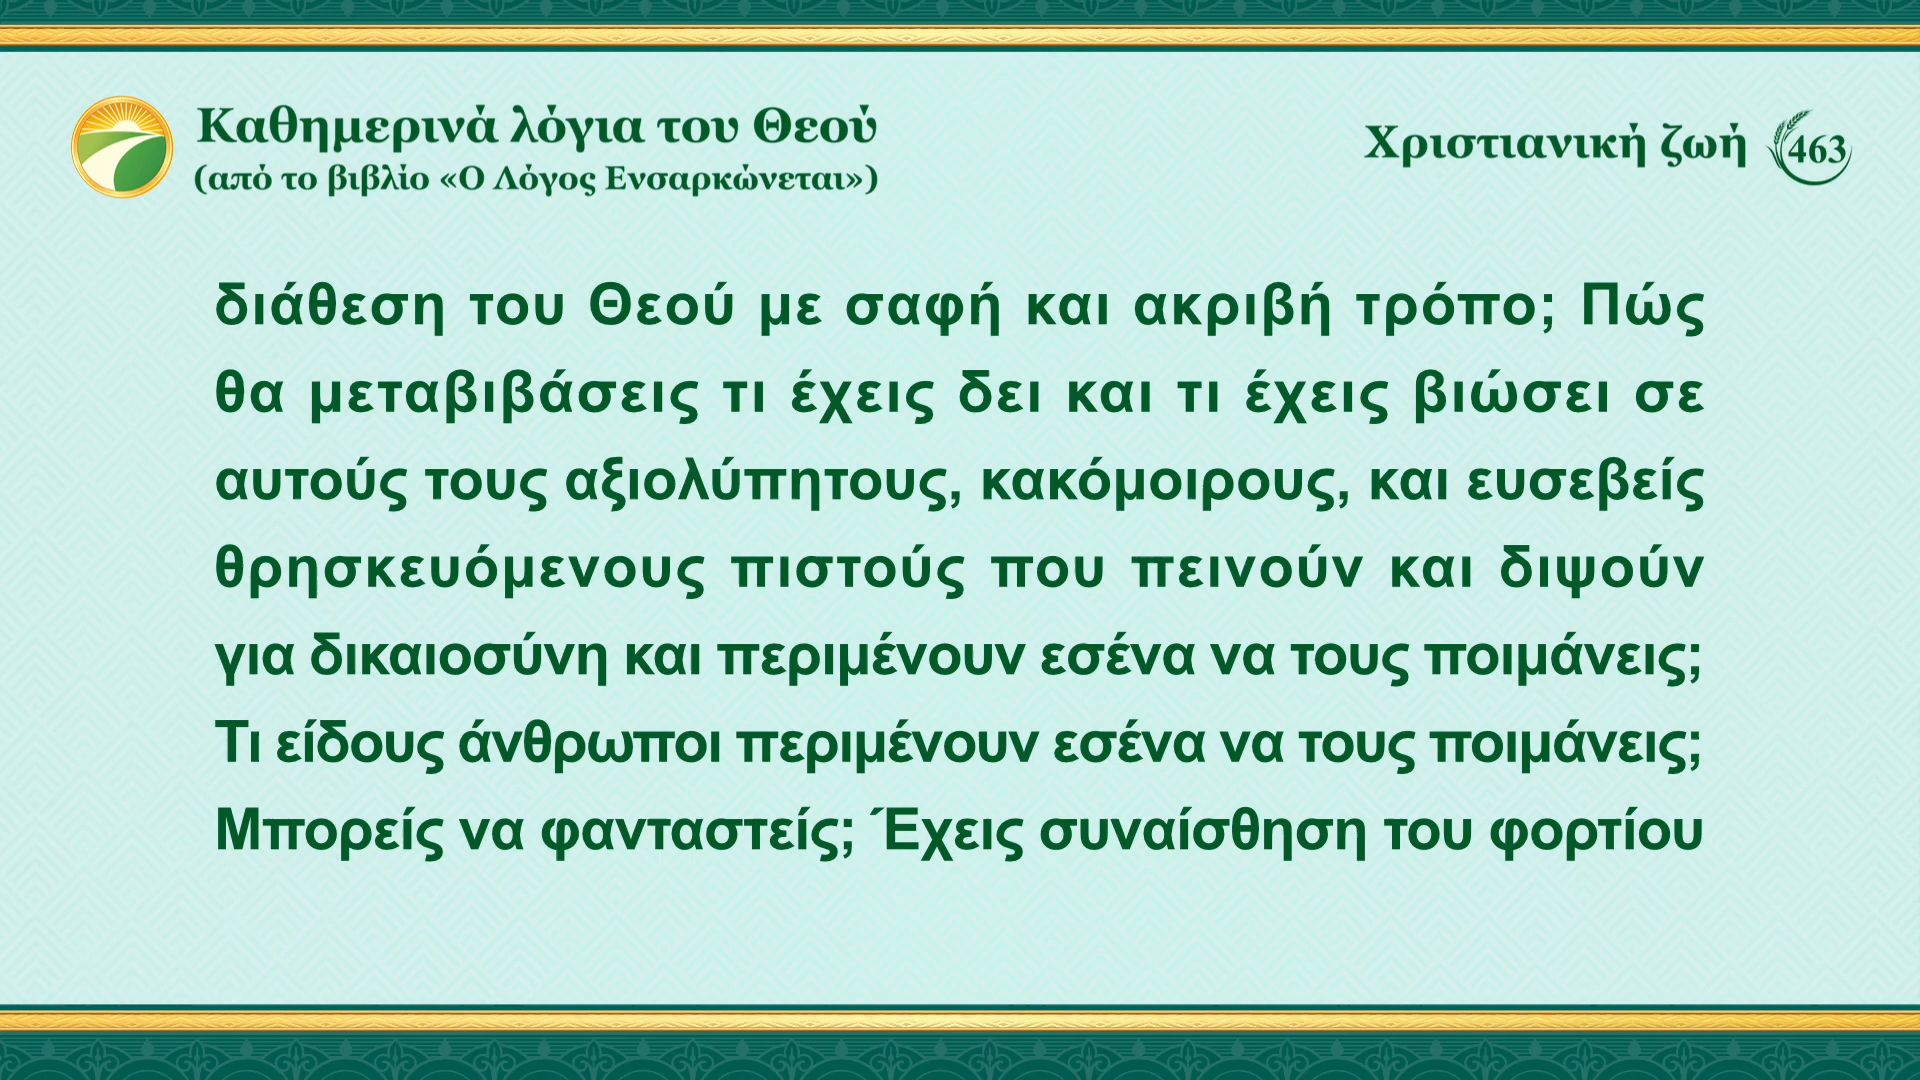 Καθημερινά λόγια του Θεού
(από το βιβλίο «Ο Λόγος Ενσαρκώνεται»)
Χριστιανική ζωή 463
διάθεση του Θεού με σαφή και ακριβή τρόπο; Πώς
θα μεταβιβάσεις τι έχεις δει και τι έχεις βιώσει σε
αυτούς τους αξιολύπητους, κακόμοιρους, και ευσεβείς
θρησκευόμενους πιστούς που πεινούν και διψούν
για δικαιοσύνη και περιμένουν εσένα να τους ποιμάνεις;
Τι είδους άνθρωποι περιμένουν εσένα να τους ποιμάνεις;
Μπορείς να φανταστείς; Έχεις συναίσθηση του φορτίου